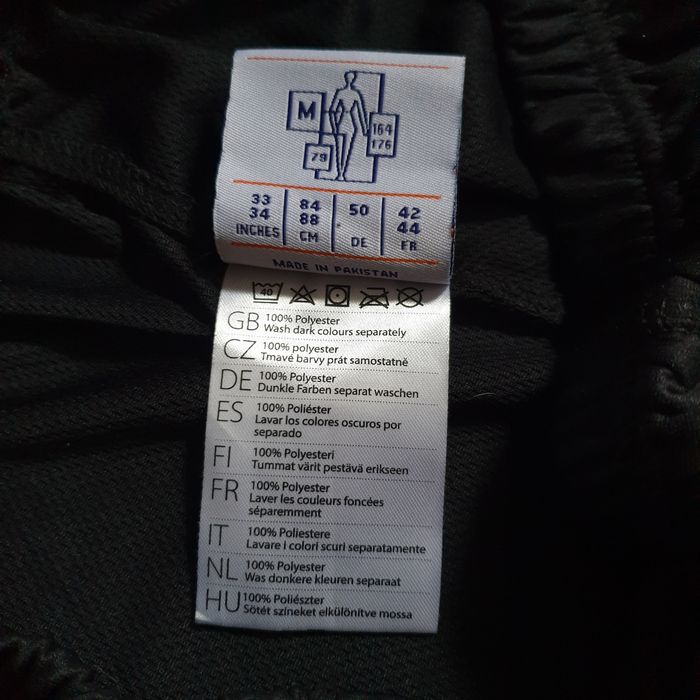 M
164
176
79
33
34
INCHES
84
88
CM
50
DE
42
44
FR
MADE IN PAKISTAN
40
GB 100% Polyester
Wash dark colours separately
CZ 100% polyester
Tmavé barvy prát samostatně
DE 100% Polyester
Dunkle Farben separat waschen
ES 100% Poliéster
Lavar los colores oscuros por
separado
FI 100% Polyesteri
Tummat värit pestävä erikseen
FR 100% Polyester
Laver les couleurs foncées
séparemment
IT 100% Poliestere
Lavare i colori scuri separatamente
NL 100% Polyester
Was donkere kleuren separaat
HU 100% Poliészter
Sötét színeket elkülönítve mossa